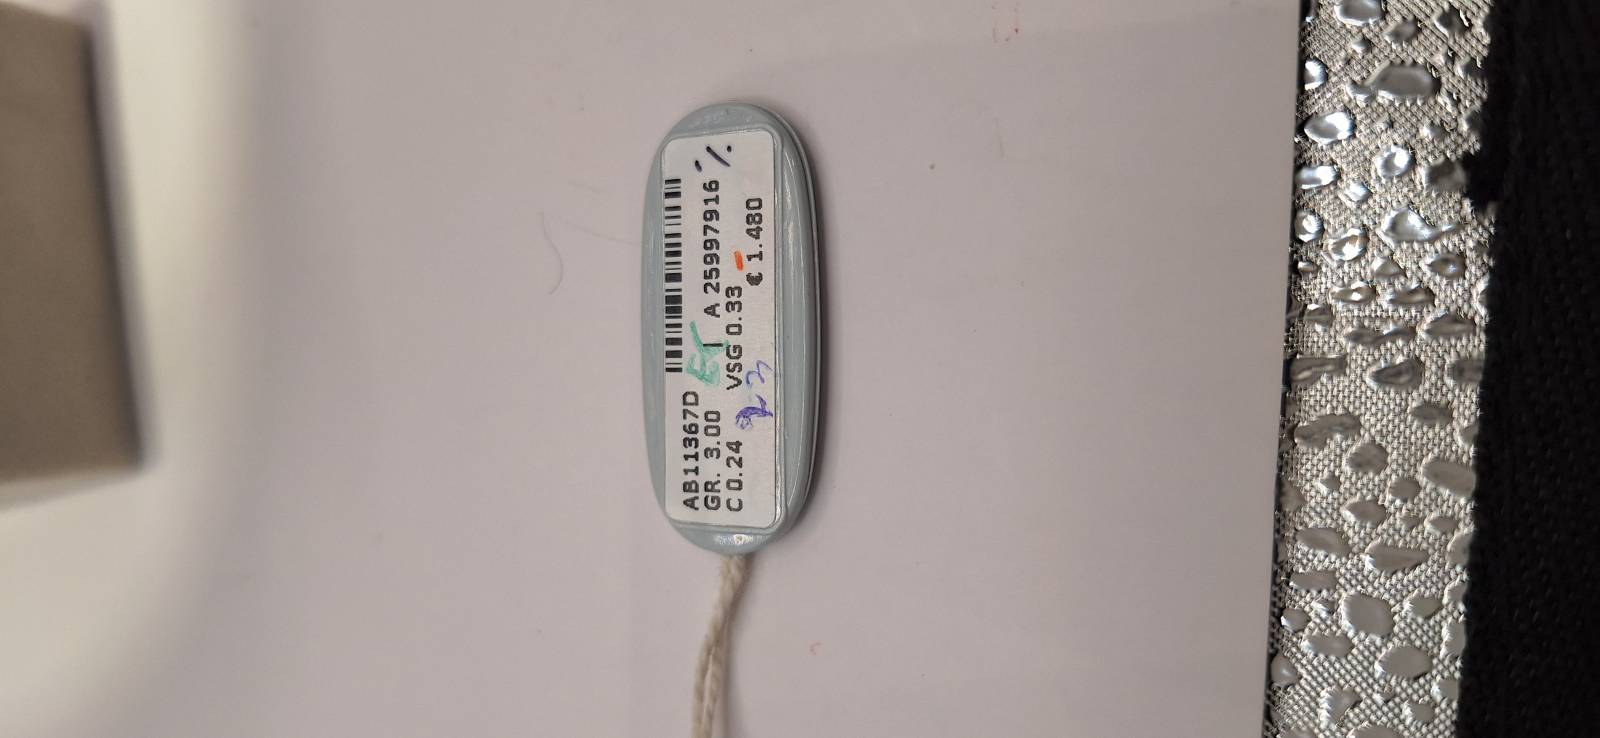 AB11367D
GR. 3.00 A 25997916
C 0.24 VSG 0.33
€ 1.480